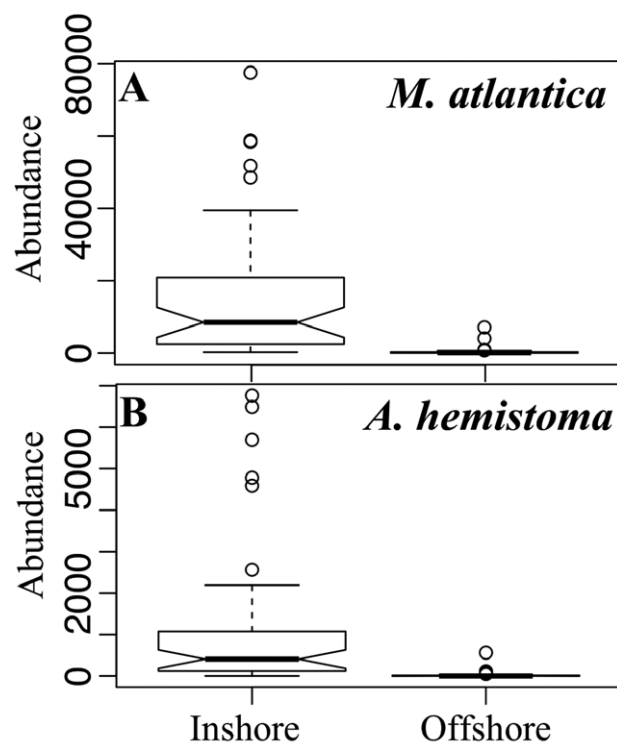 A
M. atlantica
Abundance
80000
40000
0
B
A. hemistoma
Abundance
5000
2000
0
Inshore
Offshore